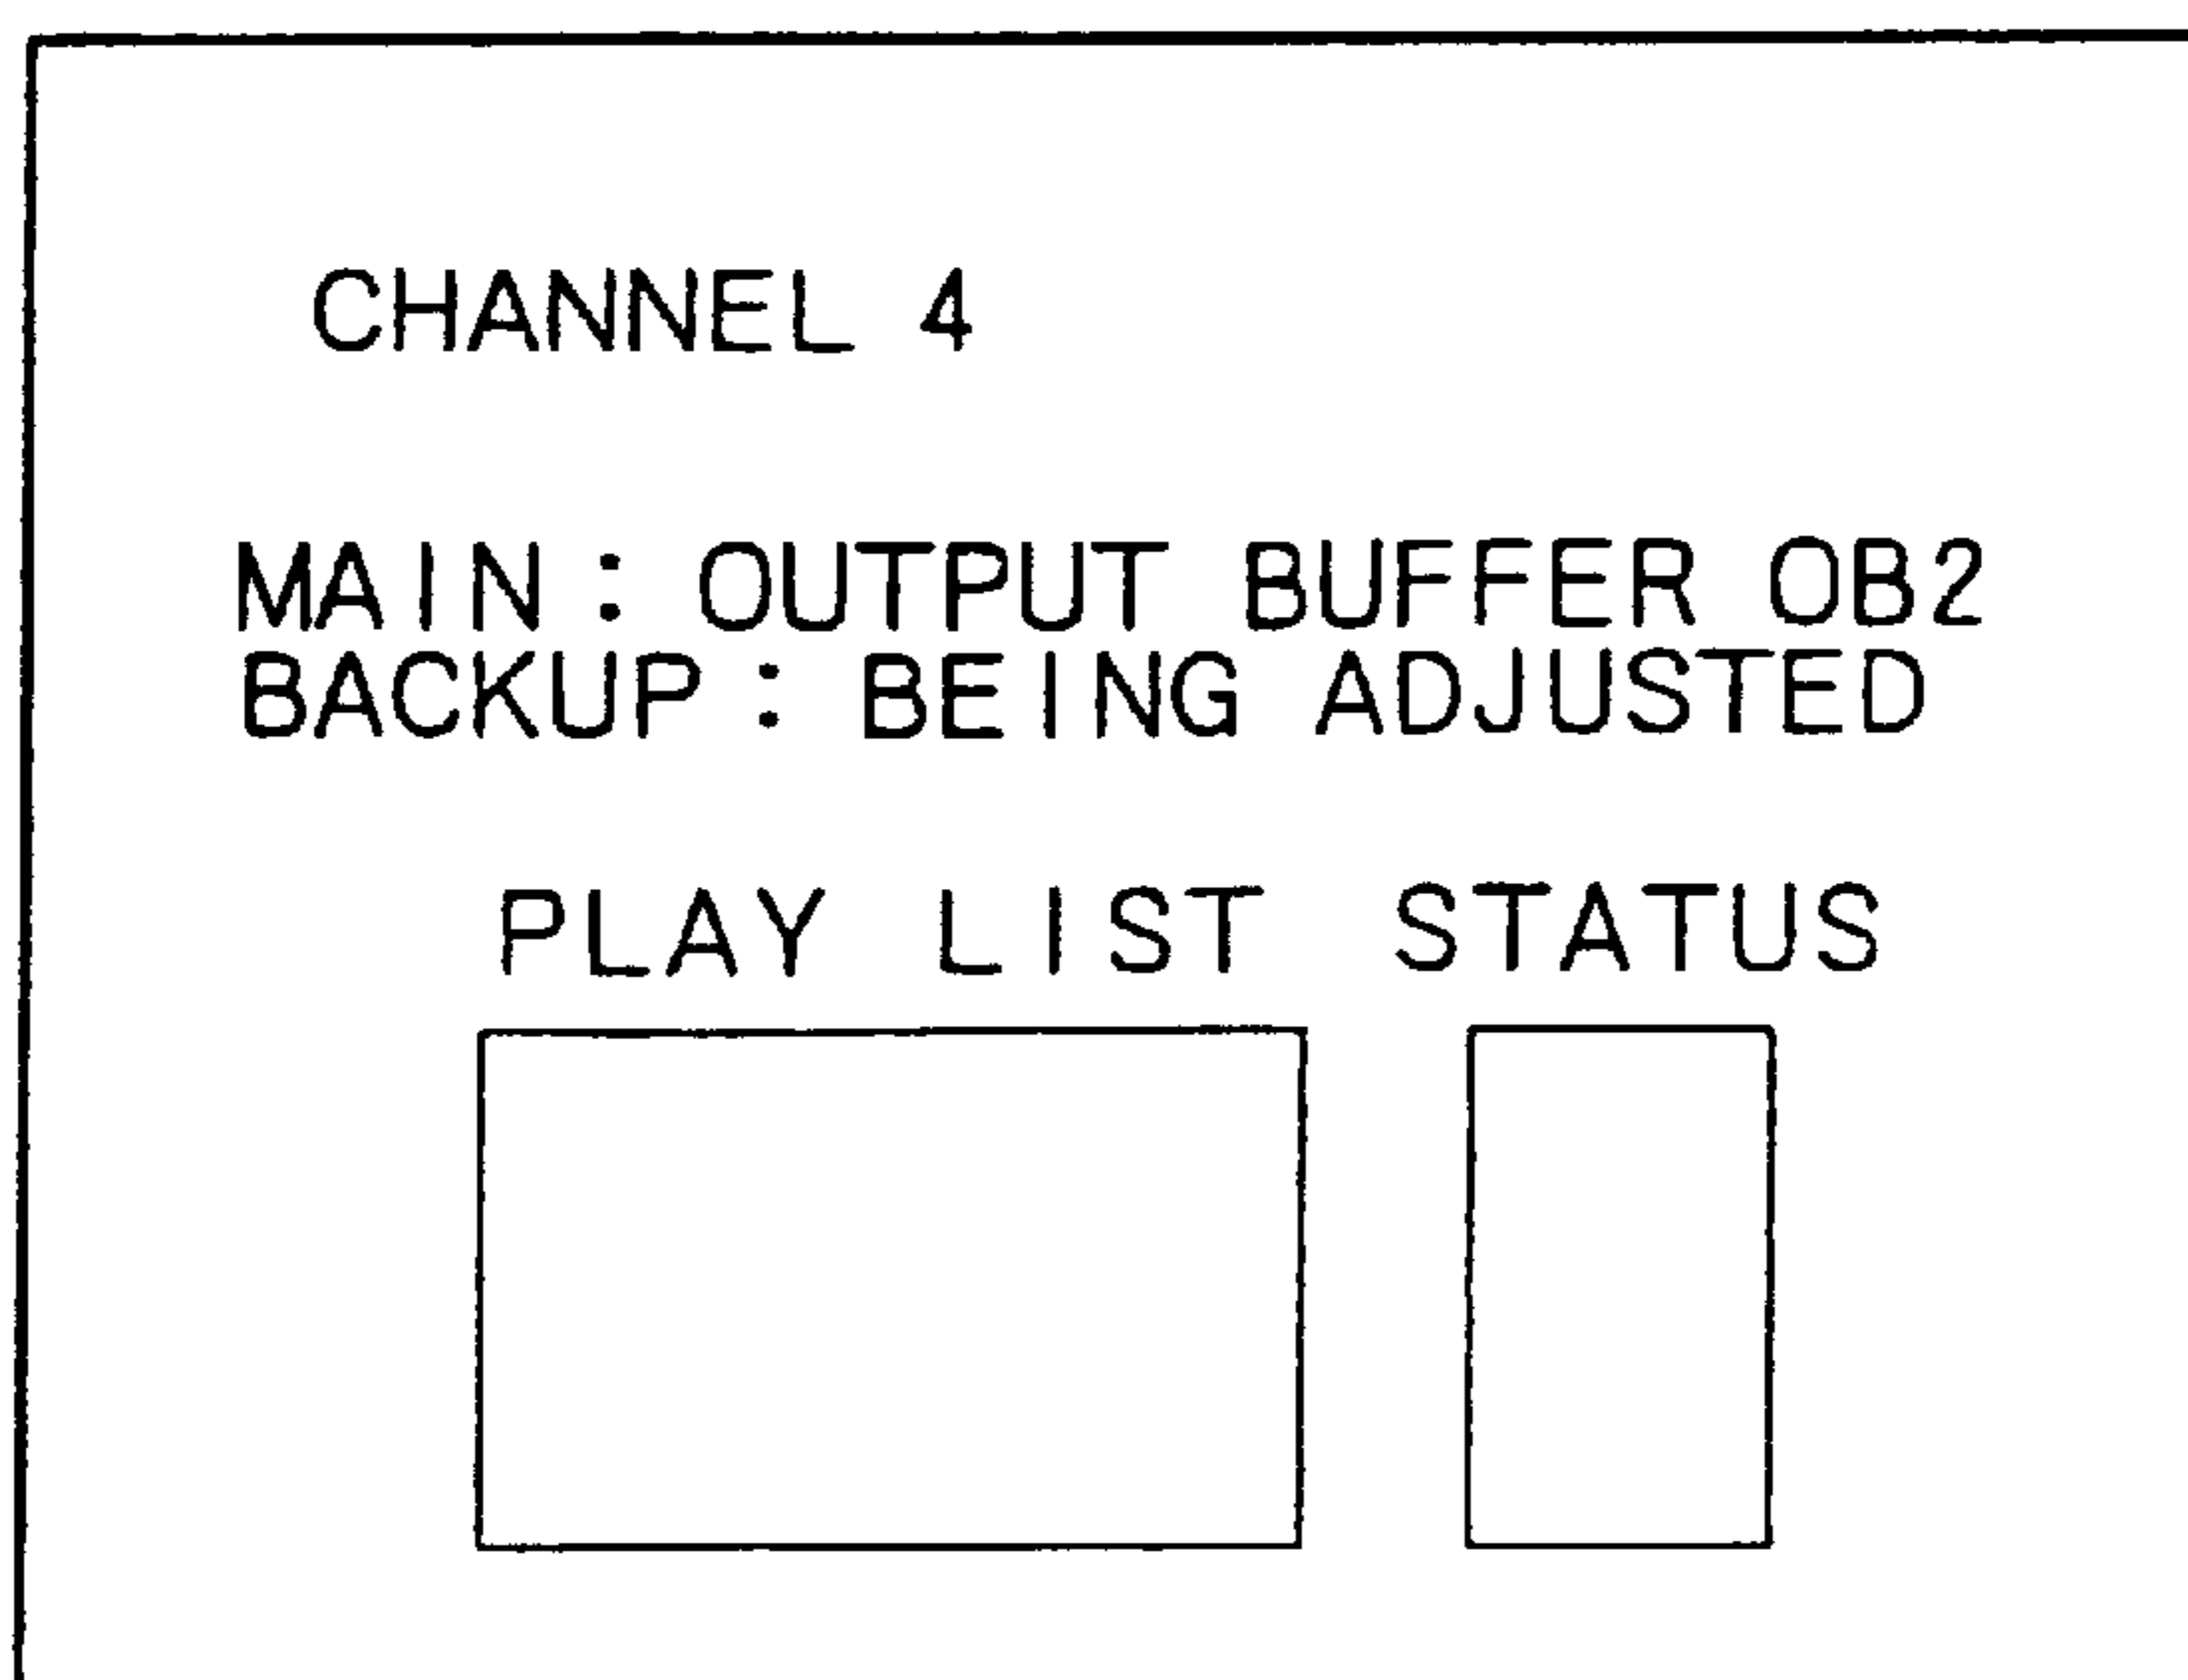 CHANNEL 4
MAIN: OUTPUT BUFFER OB2
BACKUP: BEING ADJUSTED
PLAY LIST STATUS